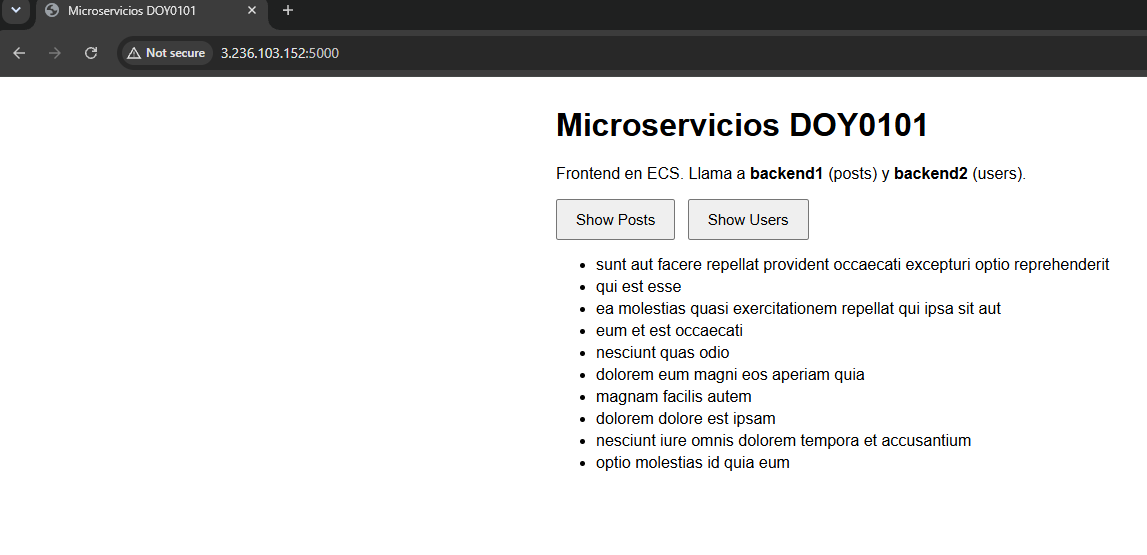 Microservicios DOY0101
Not secure
3.236.103.152:5000
Microservicios DOY0101
Frontend en ECS. Llama a backend1 (posts) y backend2 (users).
Show Posts
Show Users
sunt aut facere repellat provident occaecati excepturi optio reprehenderit
qui est esse
ea molestias quasi exercitationem repellat qui ipsa sit aut
eum et est occaecati
nesciunt quas odio
dolorem eum magni eos aperiam quia
magnam facilis autem
dolorem dolore est ipsam
nesciunt iure omnis dolorem tempora et accusantium
optio molestias id quia eum